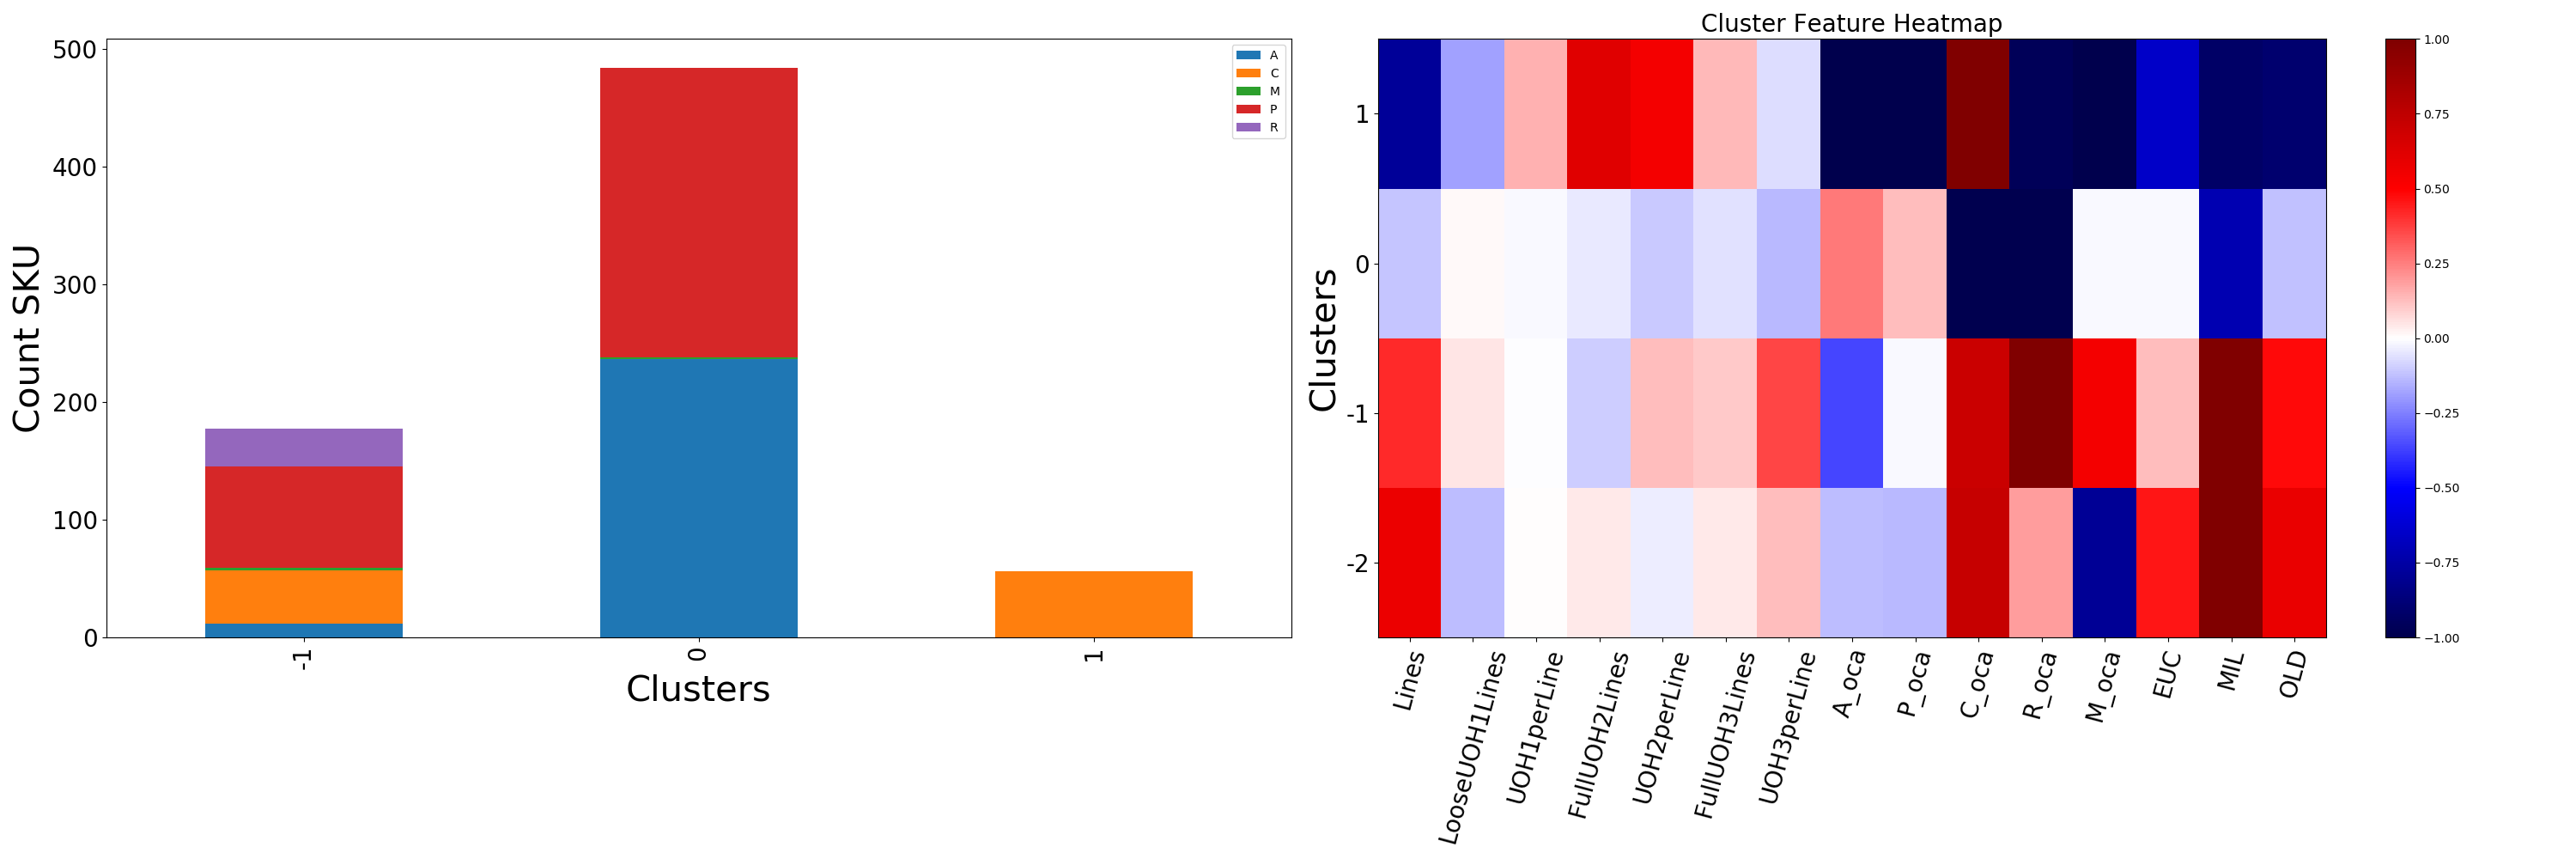 500
400
300
200
100
0
Count SKU
-1
0
1
Clusters
A
C
M
P
R
Cluster Feature Heatmap
1
0
-1
-2
Clusters
Lines
LooseUOH1Lines
UOH1perLine
FullUOH2Lines
UOH2perLine
FullUOH3Lines
UOH3perLine
A_oca
P_oca
C_oca
R_oca
M_oca
EUC
MIL
OLD
1.00
0.75
0.50
0.25
0.00
−0.25
−0.50
−0.75
−1.00